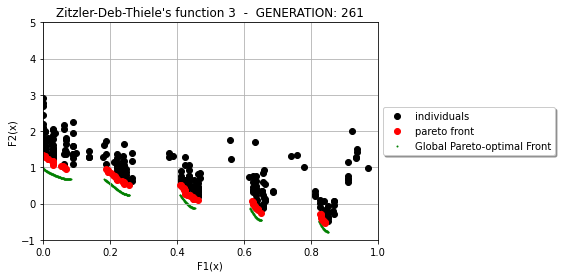 Zitzler-Deb-Thiele's function 3 - GENERATION: 261
F2(x)
5
4
3
2
1
0
−1
0.0 0.2 0.4 0.6 0.8 1.0
F1(x)
individuals
pareto front
Global Pareto-optimal Front